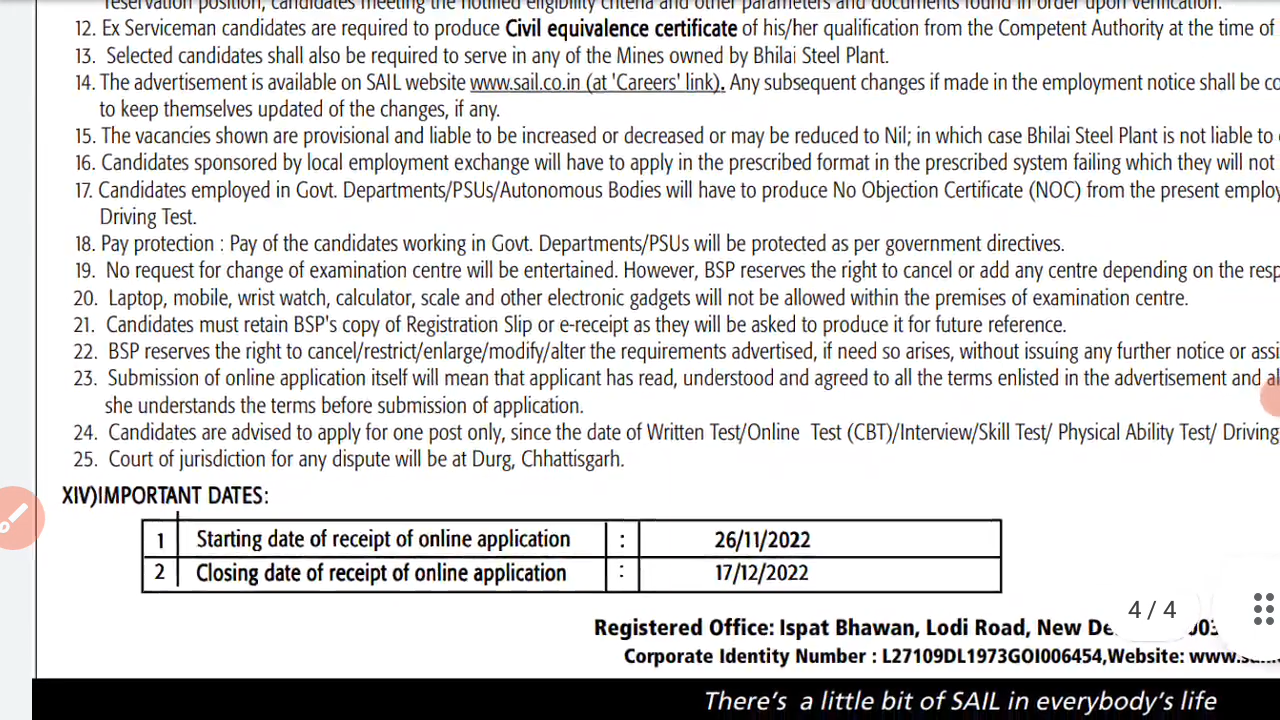 reservation position, candidates meeting the notified eligibility criteria and other parameters and documents found in order upon verification.
12. Ex Serviceman candidates are required to produce Civil equivalence certificate of his/her qualification from the Competent Authority at the time of
13. Selected candidates shall also be required to serve in any of the Mines owned by Bhilai Steel Plant.
14. The advertisement is available on SAIL website www.sail.co.in (at 'Careers' link). Any subsequent changes if made in the employment notice shall be
to keep themselves updated of the changes, if any.
15. The vacancies shown are provisional and liable to be increased or decreased or may be reduced to Nil; in which case Bhilai Steel Plant is not liable to
16. Candidates sponsored by local employment exchange will have to apply in the prescribed format in the prescribed system failing which they will not
17. Candidates employed in Govt. Departments/PSUs/Autonomous Bodies will have to produce No Objection Certificate (NOC) from the present
Driving Test.
18. Pay protection : Pay of the candidates working in Govt. Departments/PSUs will be protected as per government directives.
19. No request for change of examination centre will be entertained. However, BSP reserves the right to cancel or add any centre depending on the
20. Laptop, mobile, wrist watch, calculator, scale and other electronic gadgets will not be allowed within the premises of examination centre.
21. Candidates must retain BSP's copy of Registration Slip or e-receipt as they will be asked to produce it for future reference.
22. BSP reserves the right to cancel/restrict/enlarge/modify/alter the requirements advertised, if need so arises, without issuing any further notice or
23. Submission of online application itself will mean that applicant has read, understood and agreed to all the terms enlisted in the advertisement and
she understands the terms before submission of application.
24. Candidates are advised to apply for one post only, since the date of Written Test/Online Test (CBT)/Interview/Skill Test/ Physical Ability Test/ Driving
25. Court of jurisdiction for any dispute will be at Durg, Chhattisgarh.
XIV)IMPORTANT DATES:
1 Starting date of receipt of online application : 26/11/2022
2 Closing date of receipt of online application : 17/12/2022
4 / 4
Registered Office: Ispat Bhawan, Lodi Road, New
Corporate Identity Number : L27109DL1973GOI006454,Website:
There's a little bit of SAIL in everybody's life